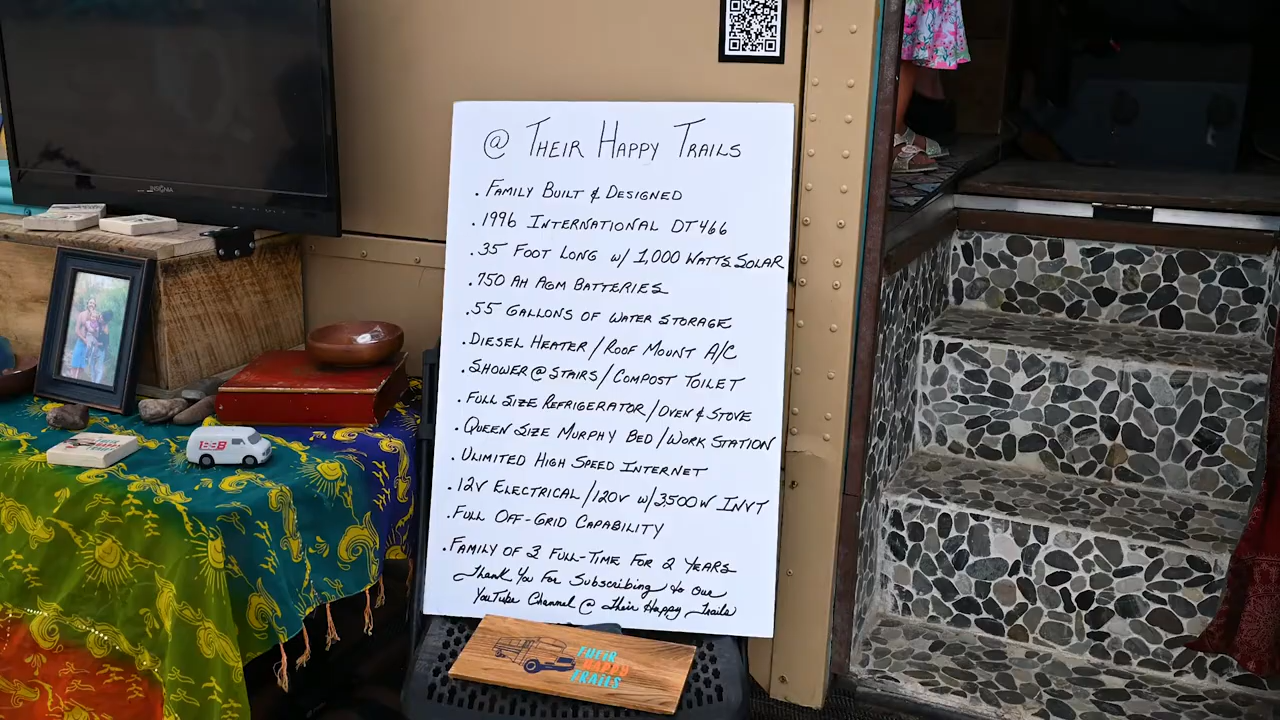 @ Their Happy Trails
. Family Built & Designed
. 1996 International DT466
. 35 Foot Long w/ 1,000 Watts Solar
. 750 AH AGM Batteries
. 55 Gallons of Water Storage
. Diesel Heater / Roof Mount A/C
. Shower @ Stairs / Compost Toilet
. Full Size Refrigerator / Oven & Stove
. Queen Size Murphy Bed / Work Station
. Ulimited High Speed Internet
. 12V Electrical / 120V w/ 3500W Invt
. Full Off-Grid Capability
. Family of 3 Full-Time For 2 Years
Thank You For Subscribing to our
YouTube Channel @ Their Happy Trails
INSIGNIA
THEIR
HAPPY
TRAILS